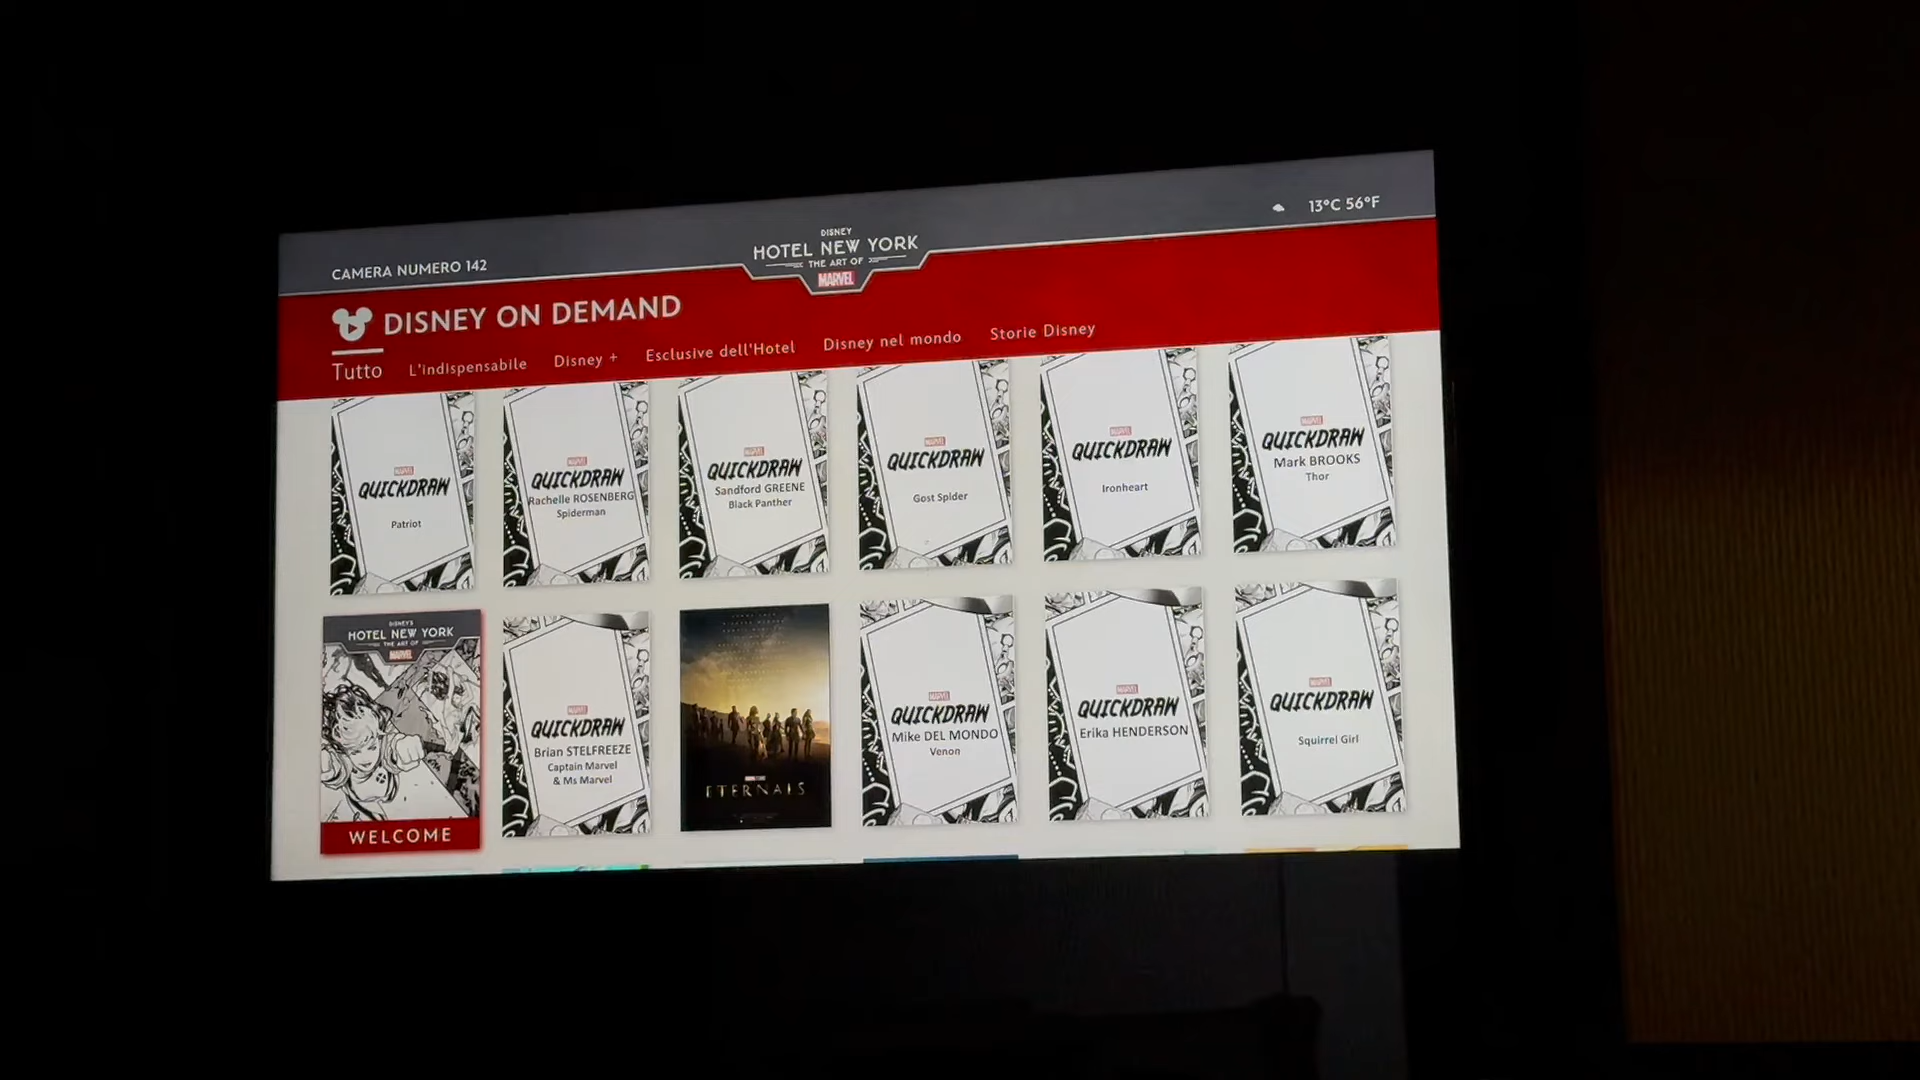 CAMERA NUMERO 142
DISNEY
HOTEL NEW YORK
THE ART OF
MARVEL
13°C 56°F
DISNEY ON DEMAND
Tutto
L'indispensabile
Disney +
Esclusive dell'Hotel
Disney nel mondo
Storie Disney
MARVEL
QUICKDRAW
Patriot
MARVEL
QUICKDRAW
Rachelle ROSENBERG
Spiderman
MARVEL
QUICKDRAW
Sandford GREENE
Black Panther
MARVEL
QUICKDRAW
Gost Spider
MARVEL
QUICKDRAW
Ironheart
MARVEL
QUICKDRAW
Mark BROOKS
Thor
DISNEY'S
HOTEL NEW YORK
THE ART OF
MARVEL
WELCOME
MARVEL
QUICKDRAW
Brian STELFREEZE
Captain Marvel
& Ms Marvel
ETERNALS
MARVEL
QUICKDRAW
Mike DEL MONDO
Venon
MARVEL
QUICKDRAW
Erika HENDERSON
MARVEL
QUICKDRAW
Squirrel Girl